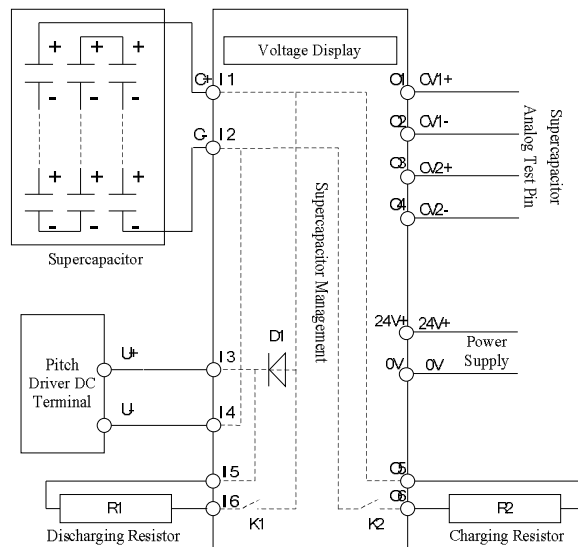 Voltage Display
+ + +
- - -
+ + +
- - -
Supercapacitor
C+ I1
C- I2
O1 CV1+
O2 CV1-
O3 CV2+
O4 CV2-
Supercapacitor
Analog Test Pin
Supercapacitor Management
24V+ 24V+
0V 0V
Power
Supply
Pitch
Driver DC
Terminal
U+
U-
I3
I4
D1
I5
I6
K1
R1
Discharging Resistor
O5
O6
K2
R2
Charging Resistor